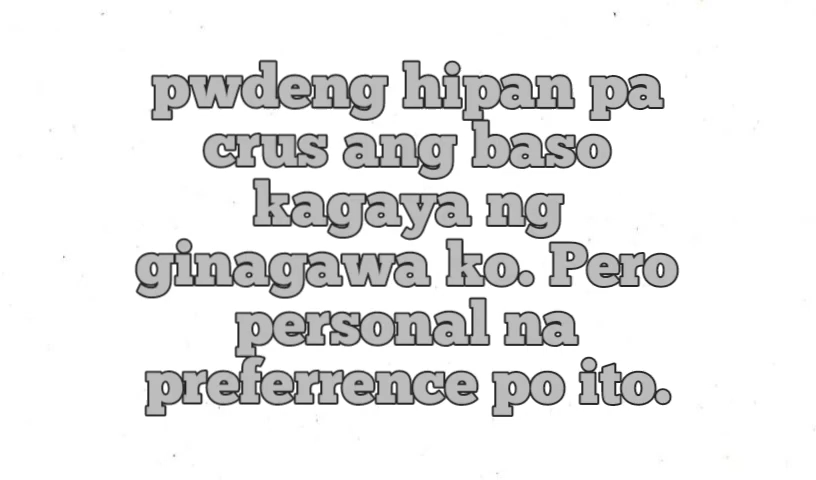 pwdeng hipan pa
crus ang baso
kagaya ng
ginagawa ko. Pero
personal na
preferrence po ito.